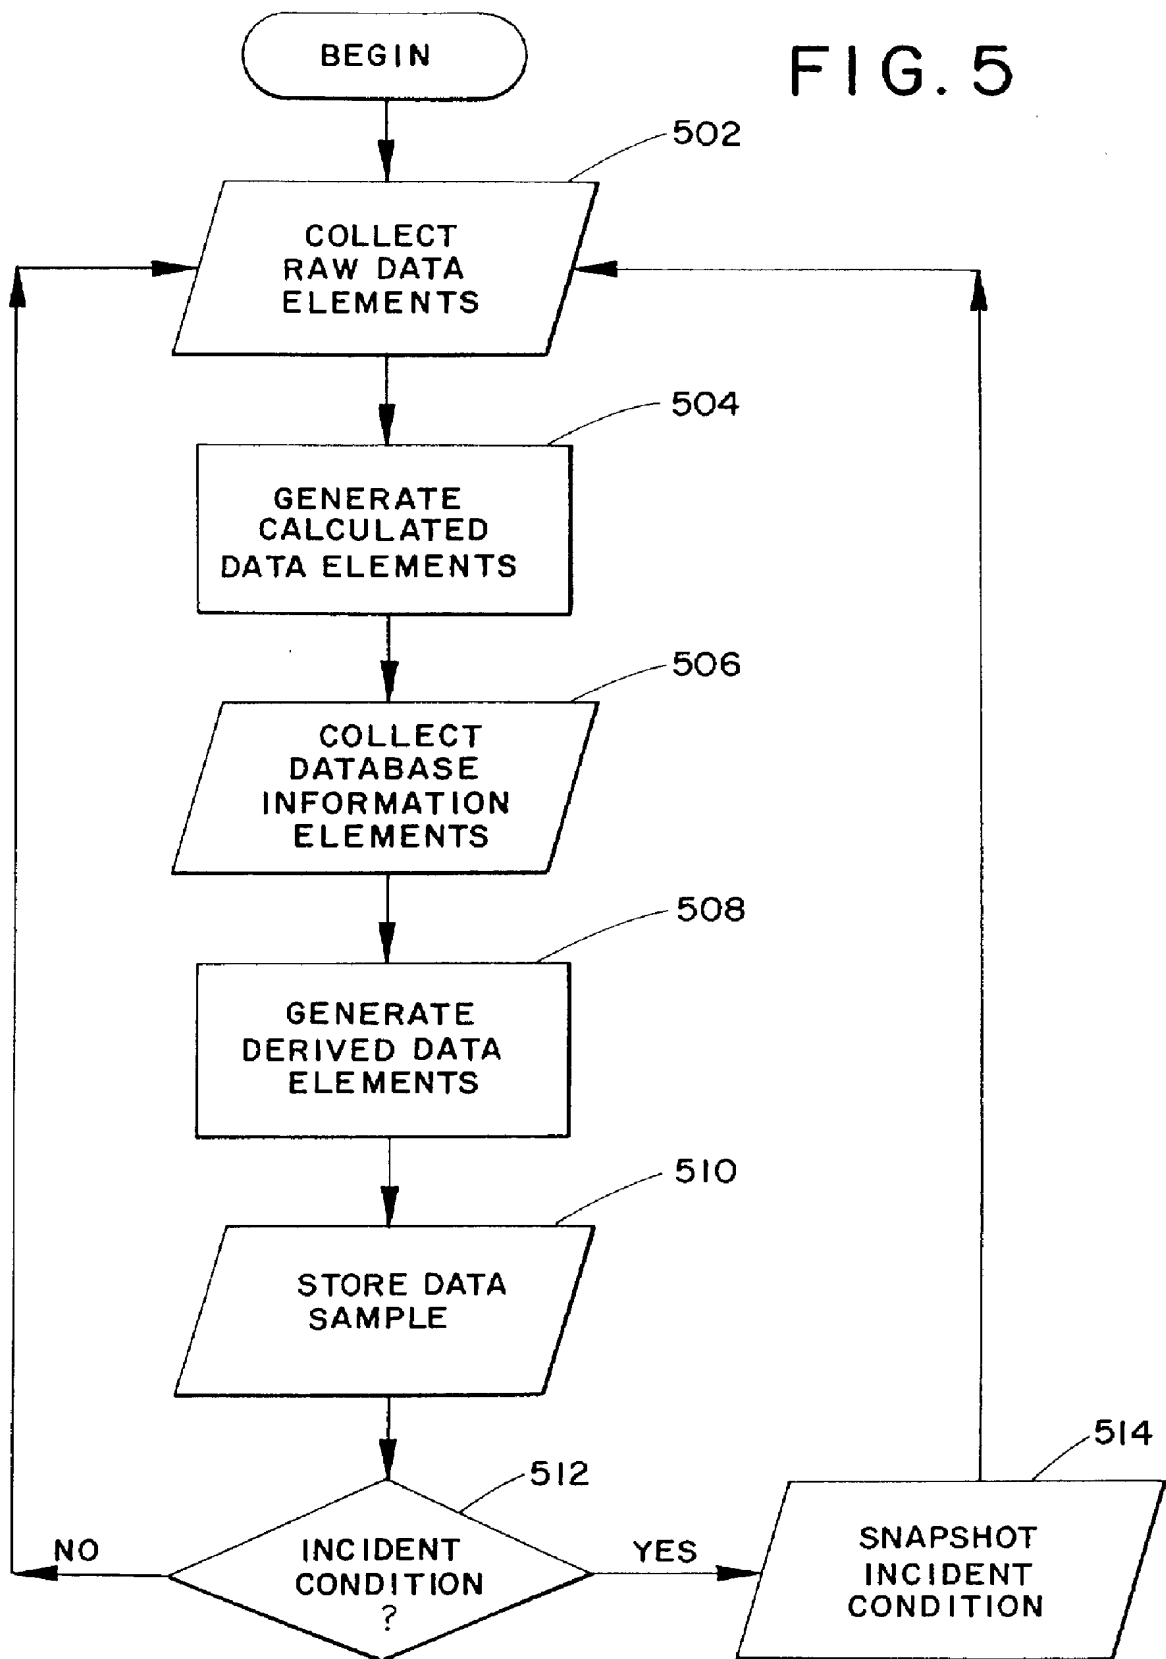 BEGIN
FIG. 5
502
COLLECT
RAW DATA
ELEMENTS
504
GENERATE
CALCULATED
DATA ELEMENTS
506
COLLECT
DATABASE
INFORMATION
ELEMENTS
508
GENERATE
DERIVED DATA
ELEMENTS
510
STORE DATA
SAMPLE
512
INCIDENT
CONDITION
?
NO
YES
514
SNAPSHOT
INCIDENT
CONDITION